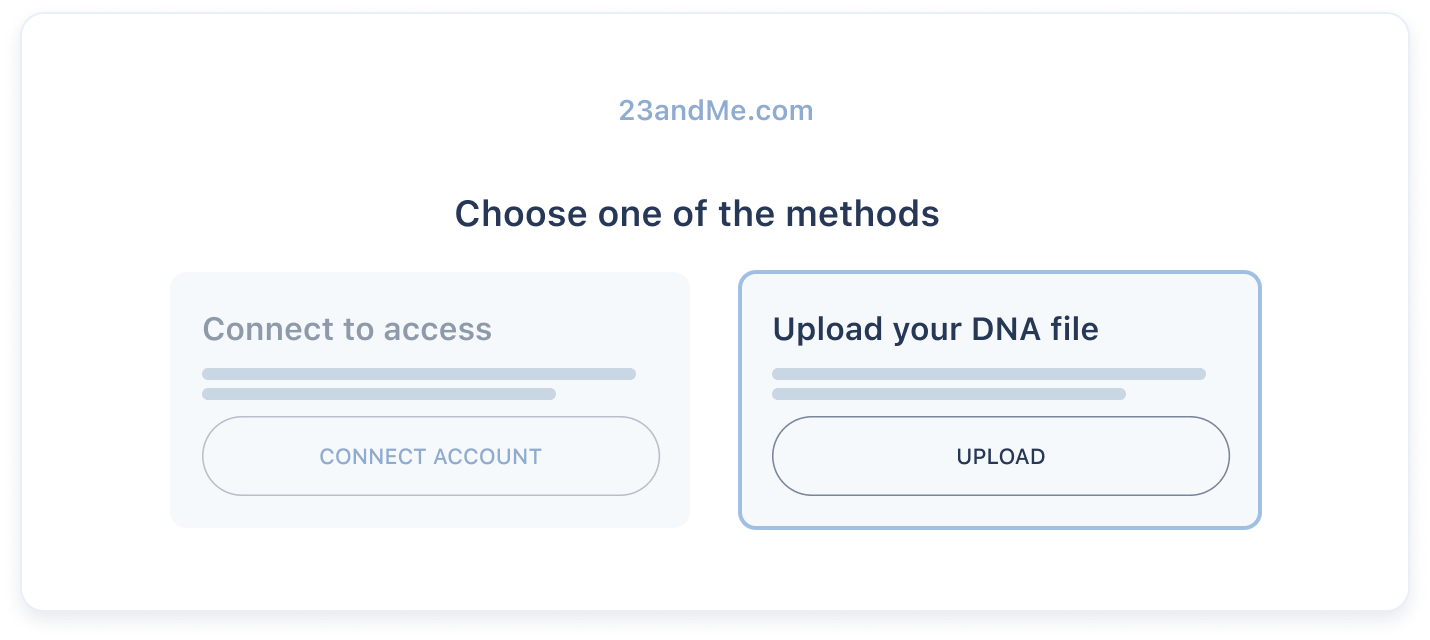 23andMe.com
Choose one of the methods
Connect to access
CONNECT ACCOUNT
Upload your DNA file
UPLOAD